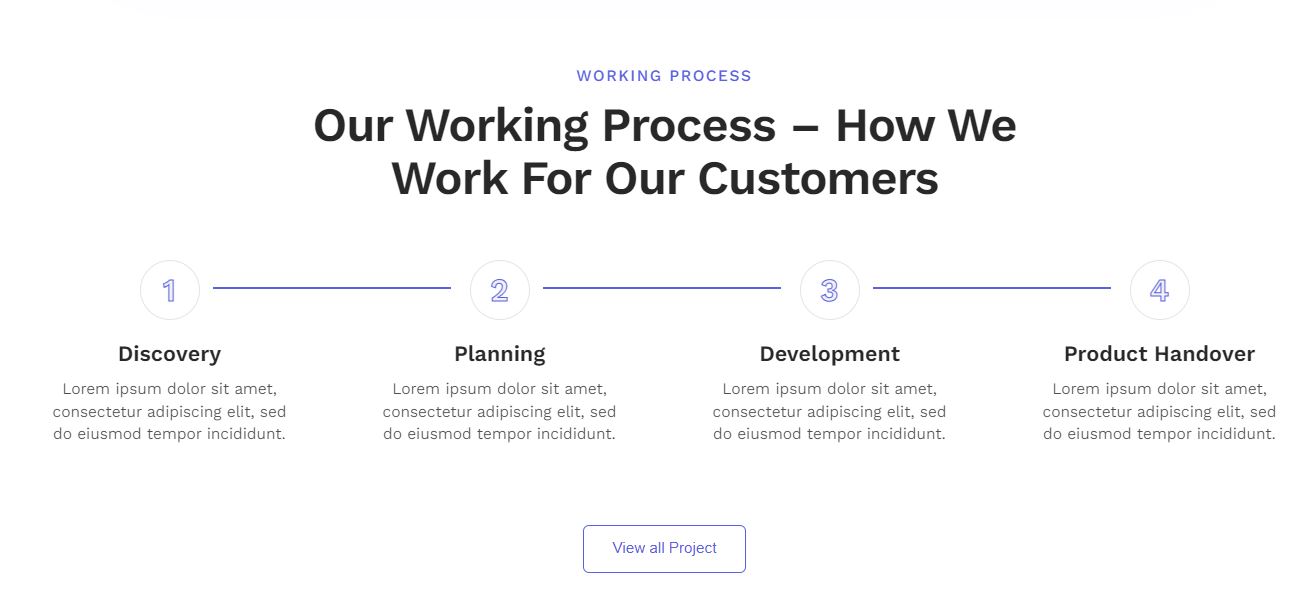 WORKING PROCESS
Our Working Process – How We
Work For Our Customers
1
2
3
4
Discovery
Lorem ipsum dolor sit amet,
consectetur adipiscing elit, sed
do eiusmod tempor incididunt.
Planning
Lorem ipsum dolor sit amet,
consectetur adipiscing elit, sed
do eiusmod tempor incididunt.
Development
Lorem ipsum dolor sit amet,
consectetur adipiscing elit, sed
do eiusmod tempor incididunt.
Product Handover
Lorem ipsum dolor sit amet,
consectetur adipiscing elit, sed
do eiusmod tempor incididunt.
View all Project